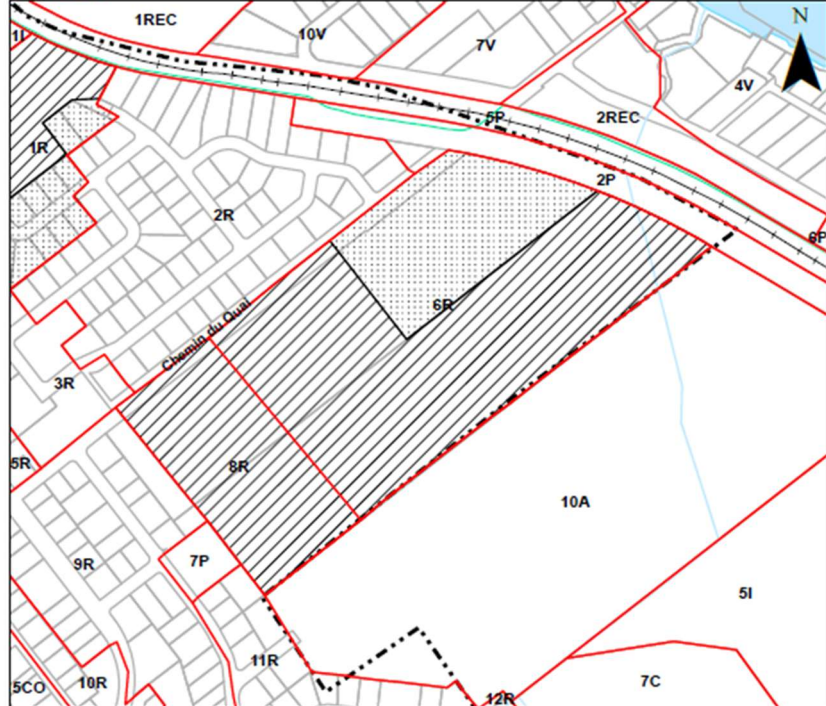 1REC
10V
7V
N
1I
4V
5P
2REC
1R
2P
2R
6P
6R
Chemin du Quai
3R
5R
8R
10A
9R
7P
5I
11R
10R
5CO
7C
12R